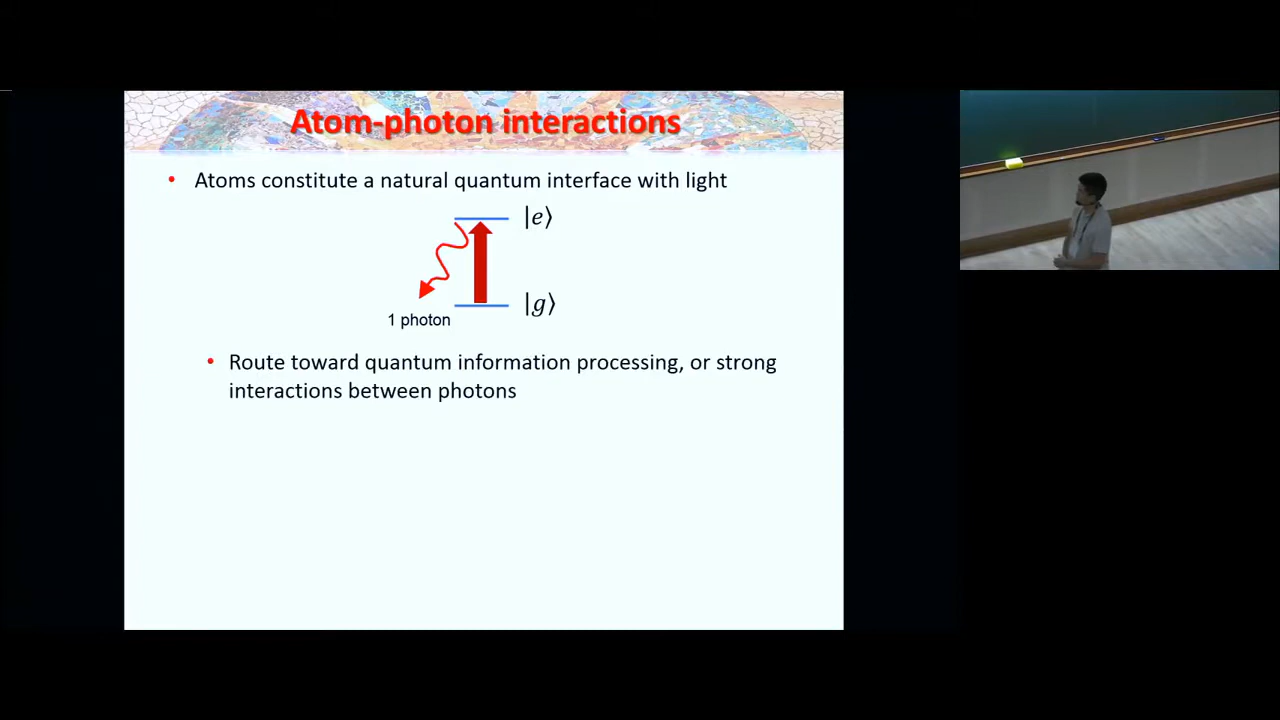 Atom-photon interactions
• Atoms constitute a natural quantum interface with light
|e⟩
|g⟩
1 photon
• Route toward quantum information processing, or strong
interactions between photons